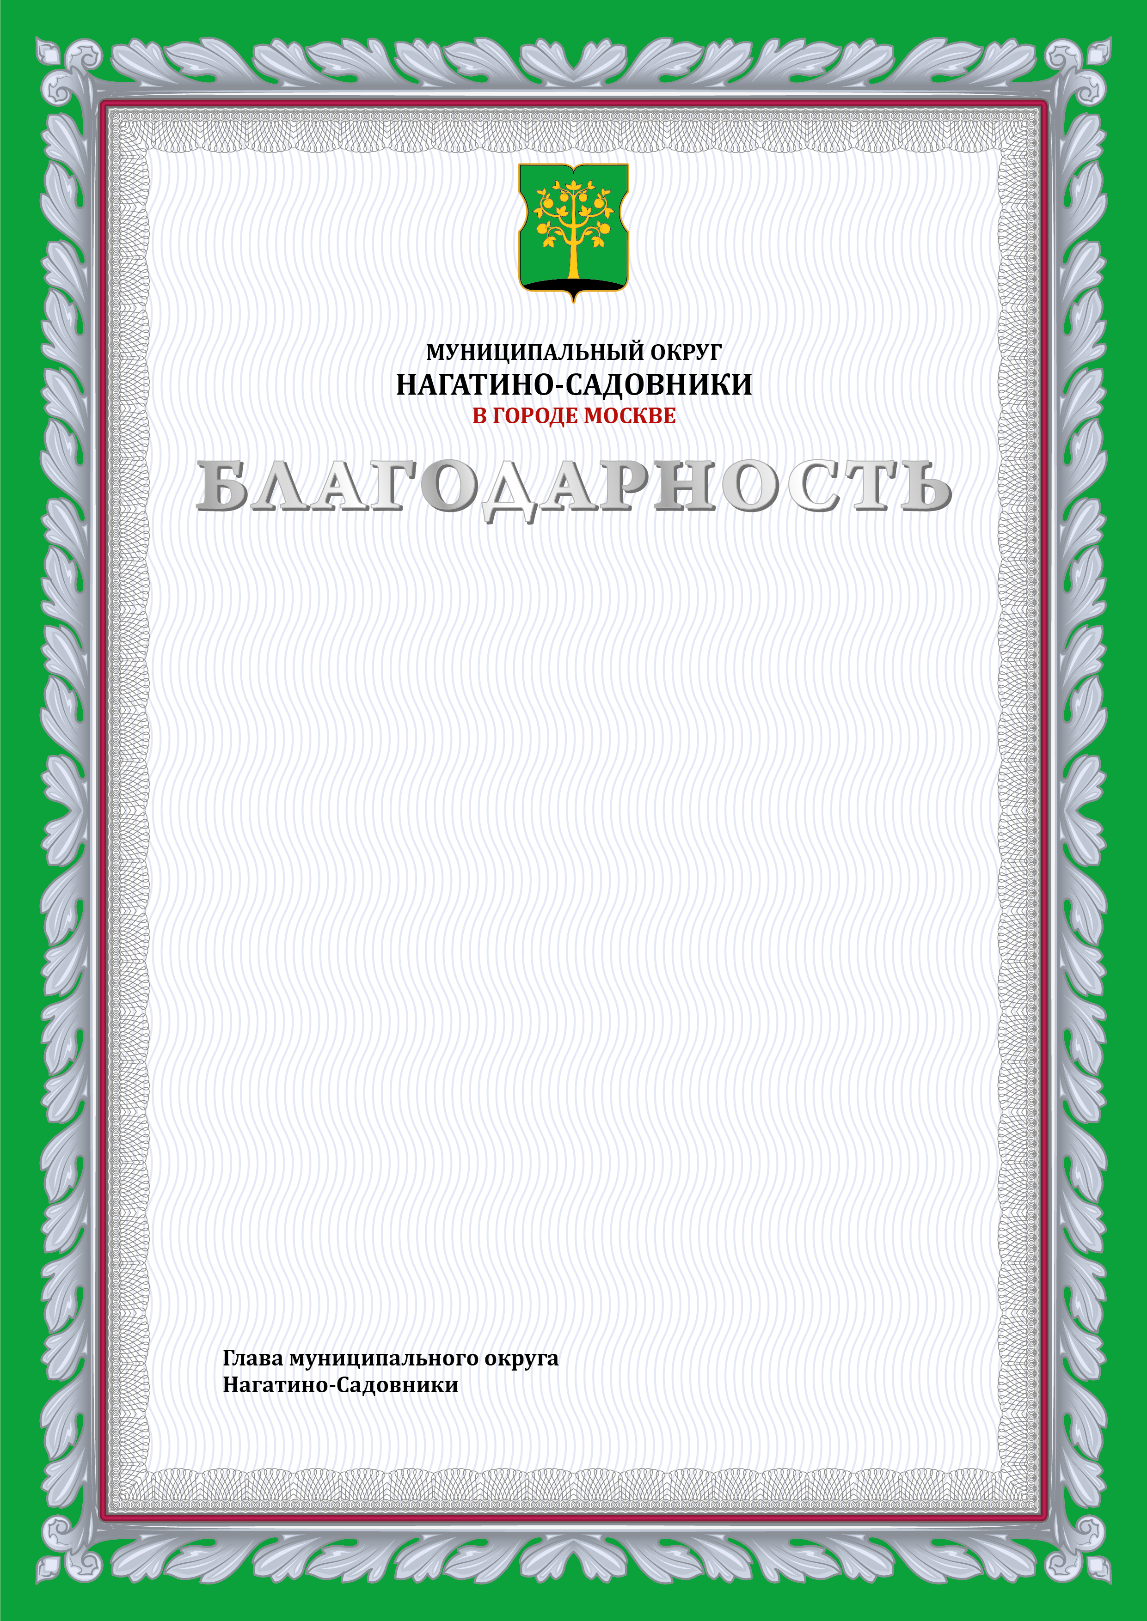 МУНИЦИПАЛЬНЫЙ ОКРУГ
НАГАТИНО-САДОВНИКИ
В ГОРОДЕ МОСКВЕ
БЛАГОДАРНОСТЬ
Глава муниципального округа
Нагатино-Садовники